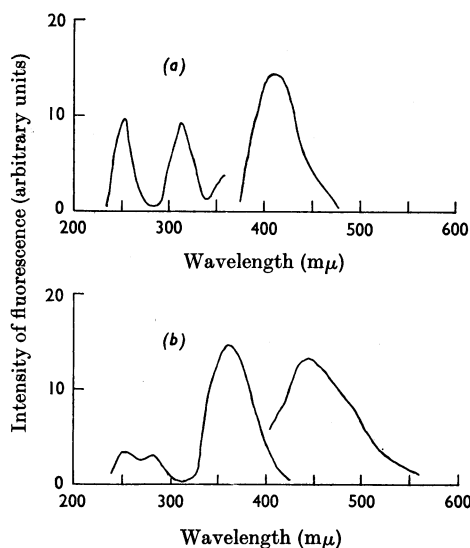 Intensity of fluorescence (arbitrary units)
20
(a)
10
0
200 300 400 500 600
Wavelength (mμ)
20
(b)
10
0
200 300 400 500 600
Wavelength (mμ)